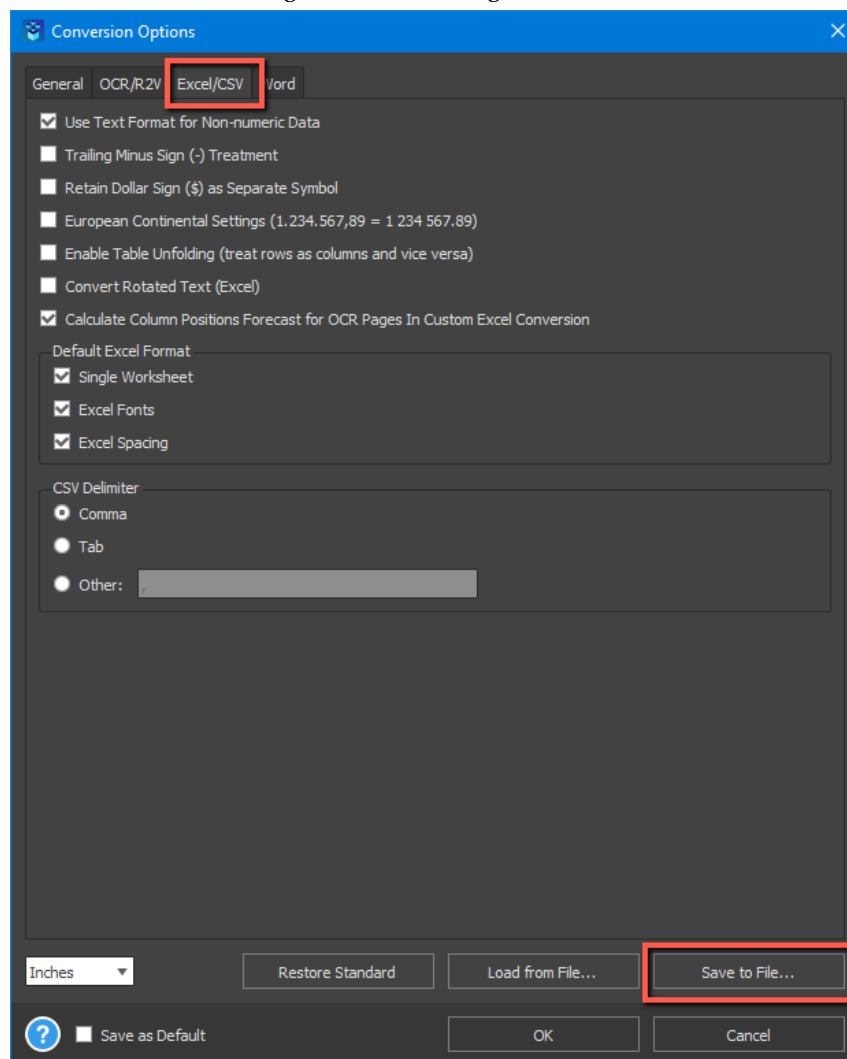 Conversion Options
General OCR/R2V Excel/CSV Word
Use Text Format for Non-numeric Data
Trailing Minus Sign (-) Treatment
Retain Dollar Sign ($) as Separate Symbol
European Continental Settings (1.234.567,89 = 1 234 567.89)
Enable Table Unfolding (treat rows as columns and vice versa)
Convert Rotated Text (Excel)
Calculate Column Positions Forecast for OCR Pages In Custom Excel Conversion
Default Excel Format
Single Worksheet
Excel Fonts
Excel Spacing
CSV Delimiter
Comma
Tab
Other: ,
Inches Restore Standard Load from File... Save to File...
? Save as Default OK Cancel